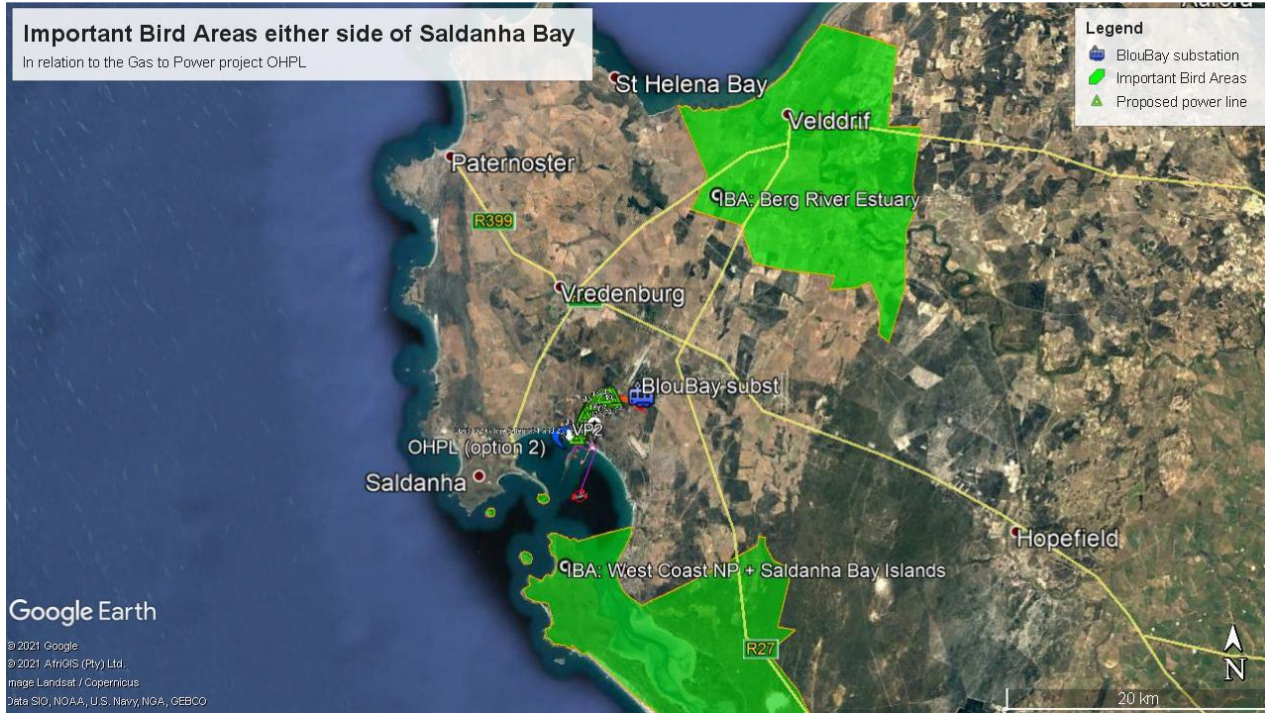 Important Bird Areas either side of Saldanha Bay
In relation to the Gas to Power project OHPL
Legend
BlouBay substation
Important Bird Areas
Proposed power line
St Helena Bay
Velddrif
Paternoster
IBA: Berg River Estuary
R399
Vredenburg
BlouBay subst
VP2
OHPL (option 2)
Saldanha
Hopefield
IBA: West Coast NP + Saldanha Bay Islands
R27
Google Earth
© 2021 Google
© 2021 AfriGIS (Pty) Ltd.
mage Landsat / Copernicus
Data SIO, NOAA, U.S. Navy, NGA, GEBCO
N
20 km